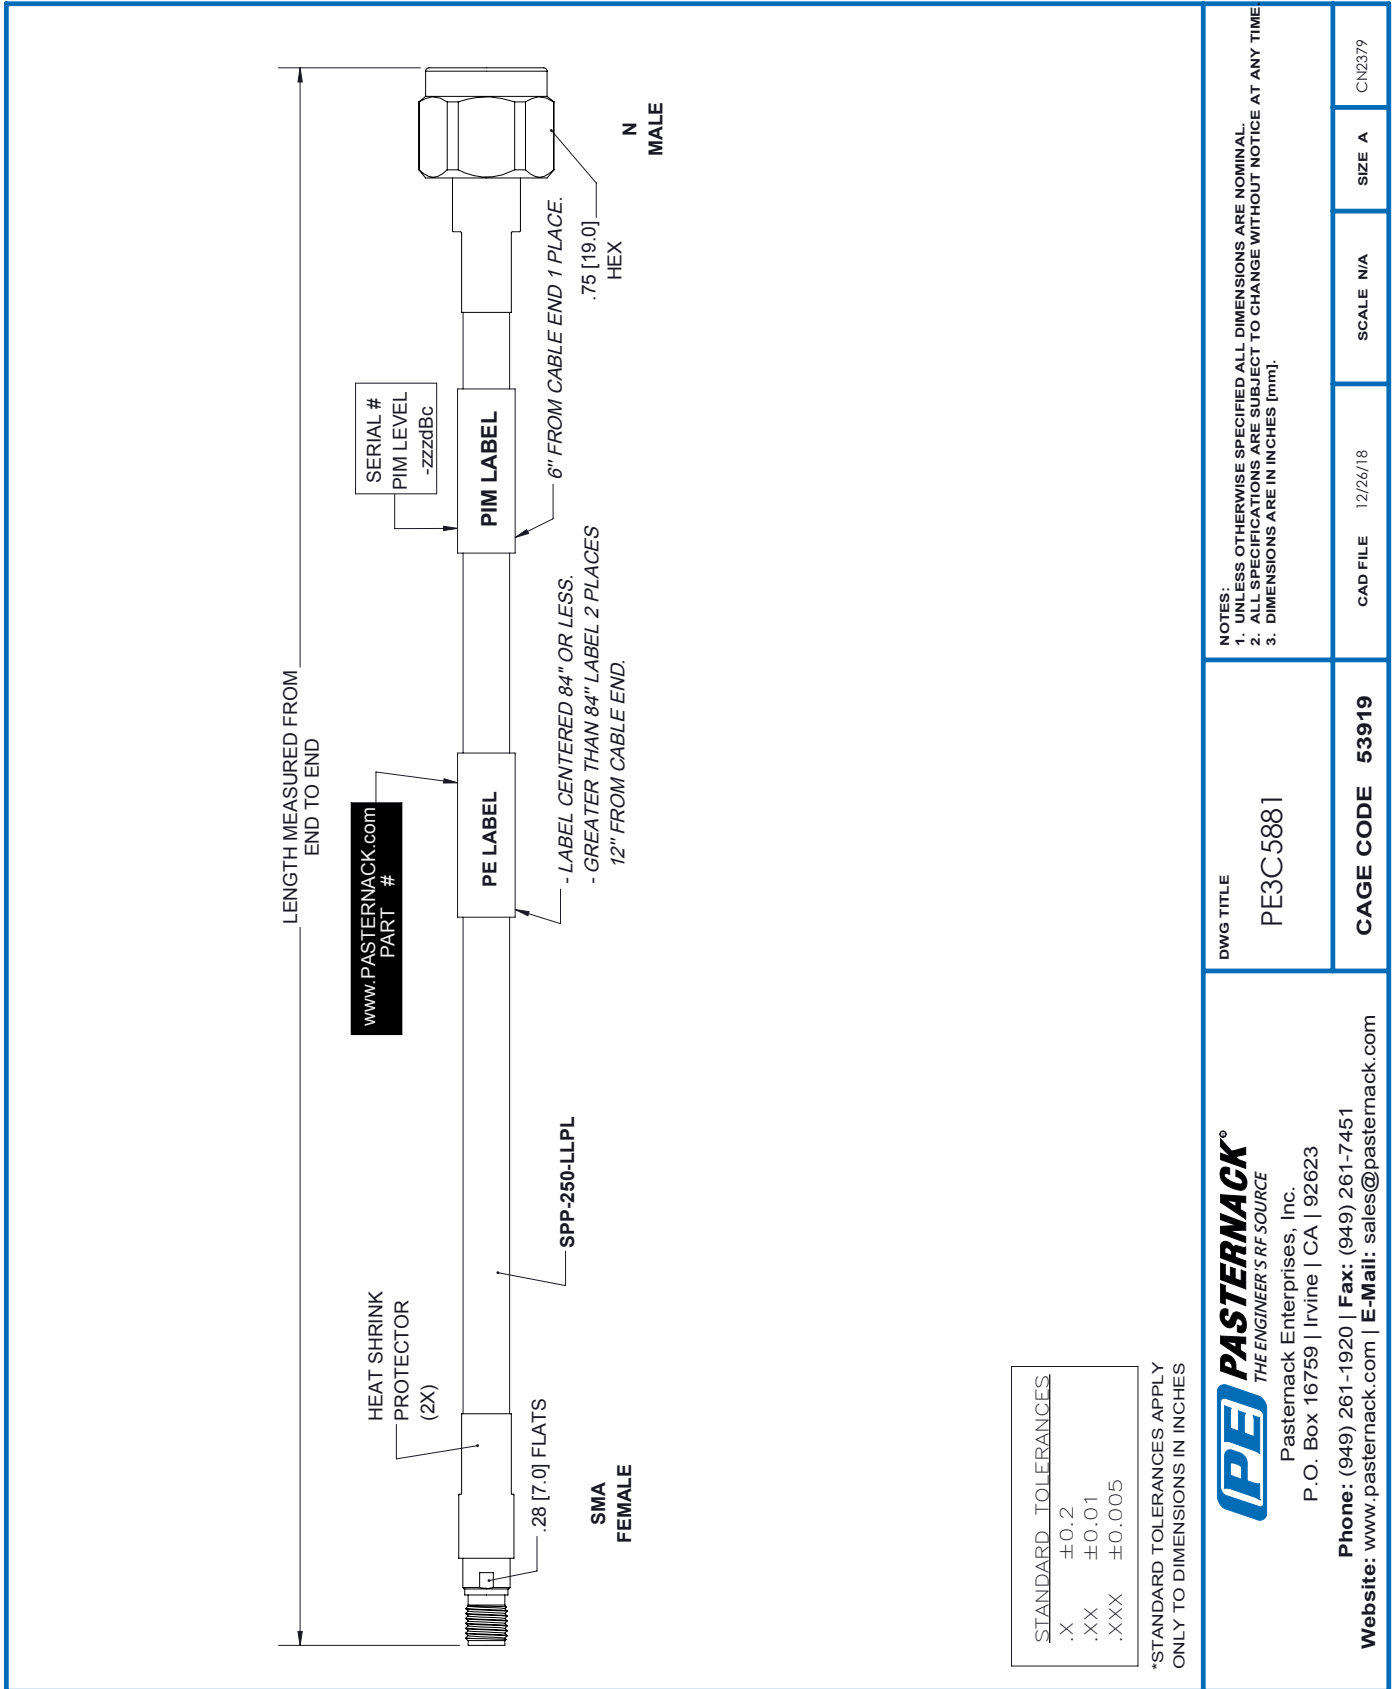 LENGTH MEASURED FROM
END TO END
HEAT SHRINK
PROTECTOR
(2X)
www.PASTERNACK.com
PART #
SERIAL #
PIM LEVEL
-zzzdBc
PE LABEL
PIM LABEL
.28 [7.0] FLATS
SPP-250-LLPL
- LABEL CENTERED 84" OR LESS.
- GREATER THAN 84" LABEL 2 PLACES
12" FROM CABLE END.
6" FROM CABLE END 1 PLACE.
.75 [19.0]
HEX
SMA
FEMALE
N
MALE
STANDARD TOLERANCES
.X ±0.2
.XX ±0.01
.XXX ±0.005
*STANDARD TOLERANCES APPLY
ONLY TO DIMENSIONS IN INCHES
PE PASTERNACK®
THE ENGINEER'S RF SOURCE
Pasternack Enterprises, Inc.
P.O. Box 16759 | Irvine | CA | 92623
Phone: (949) 261-1920 | Fax: (949) 261-7451
Website: www.pasternack.com | E-Mail: sales@pasternack.com
DWG TITLE
PE3C5881
CAGE CODE 53919
NOTES:
1. UNLESS OTHERWISE SPECIFIED ALL DIMENSIONS ARE NOMINAL.
2. ALL SPECIFICATIONS ARE SUBJECT TO CHANGE WITHOUT NOTICE AT ANY TIME.
3. DIMENSIONS ARE IN INCHES [mm].
CAD FILE 12/26/18
SCALE N/A
SIZE A
CN2379